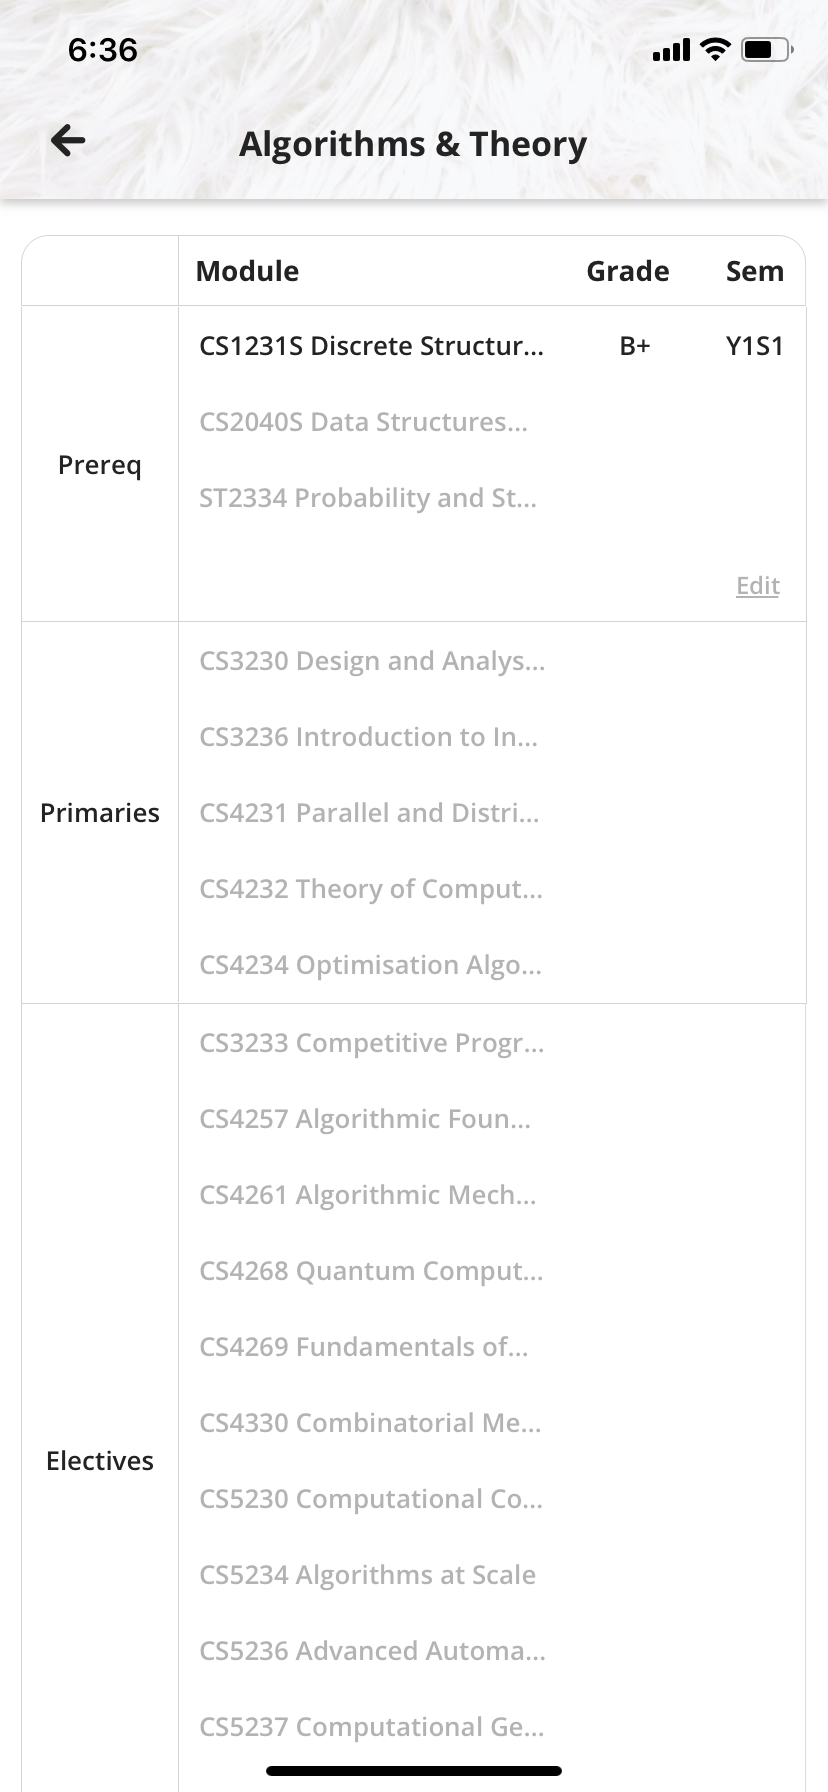 6:36
Algorithms & Theory
Module Grade Sem
Prereq
CS1231S Discrete Structur... B+ Y1S1
CS2040S Data Structures...
ST2334 Probability and St...
Edit
Primaries
CS3230 Design and Analys...
CS3236 Introduction to In...
CS4231 Parallel and Distri...
CS4232 Theory of Comput...
CS4234 Optimisation Algo...
Electives
CS3233 Competitive Progr...
CS4257 Algorithmic Foun...
CS4261 Algorithmic Mech...
CS4268 Quantum Comput...
CS4269 Fundamentals of...
CS4330 Combinatorial Me...
CS5230 Computational Co...
CS5234 Algorithms at Scale
CS5236 Advanced Automa...
CS5237 Computational Ge...